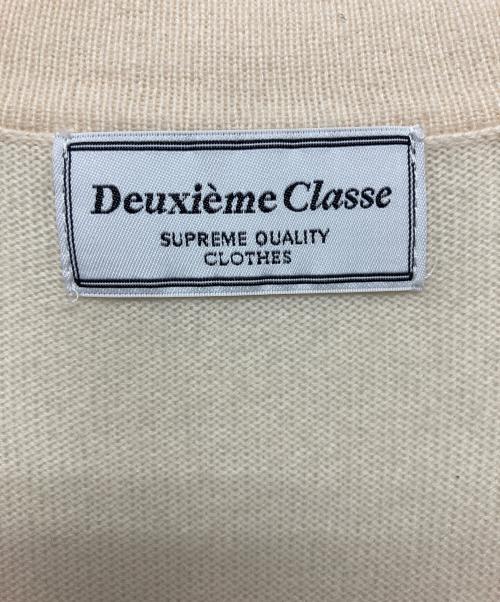 Deuxième Classe
SUPREME QUALITY
CLOTHES